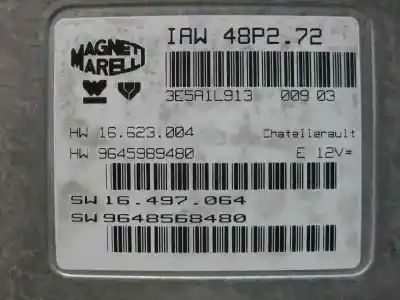 MAGNETI
MARELLI
IAW 48P2.72
3E5A1L913 009 03
HW 16.623.004 Chatellerault
HW 9645989480 E 12V=
SW 16.497.064
SW 9648568480